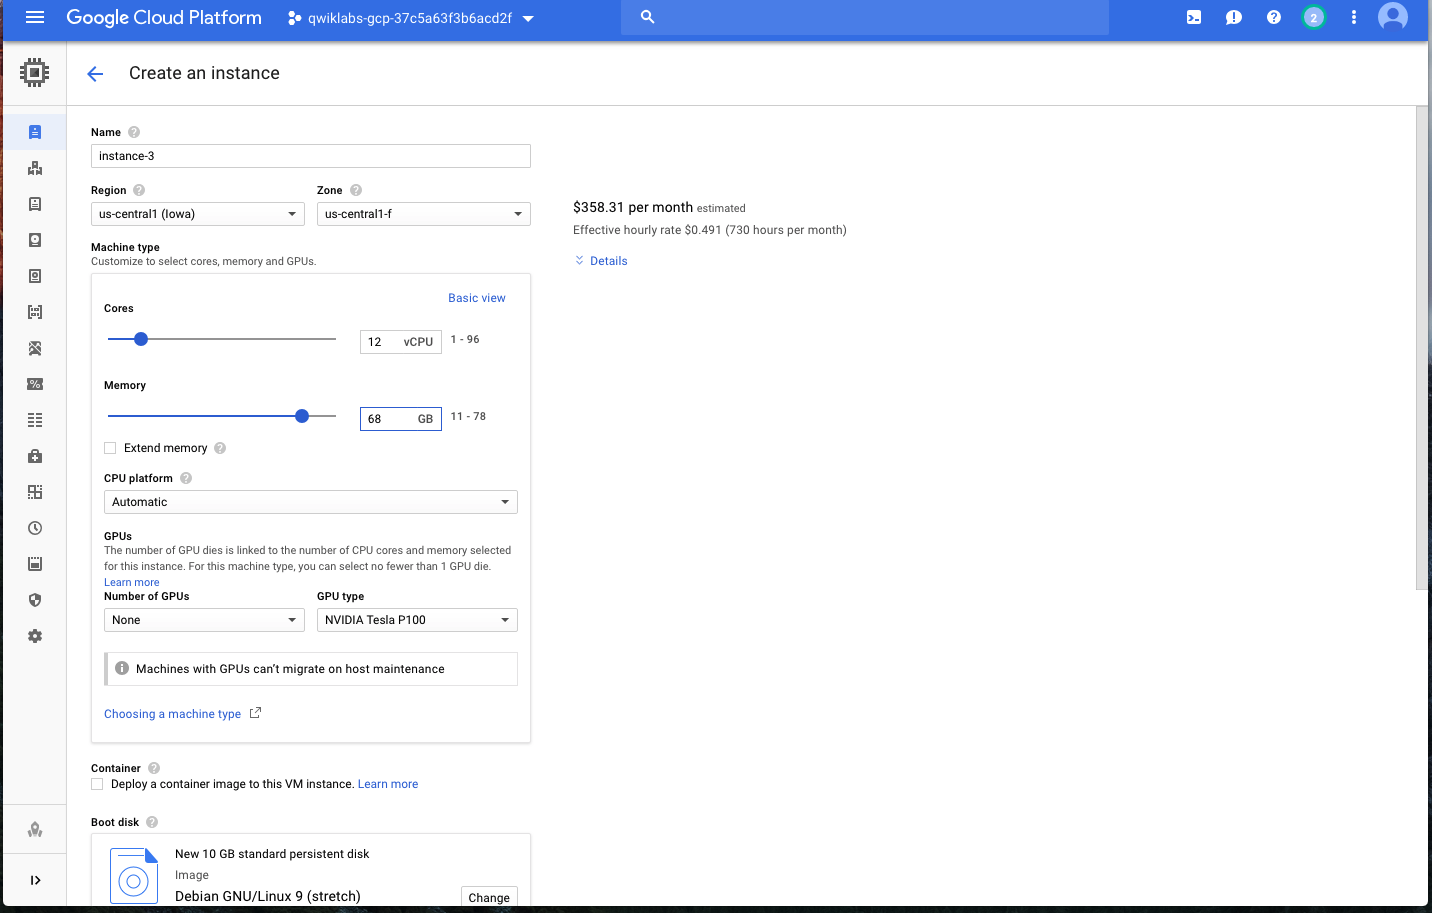 Google Cloud Platform
qwiklabs-gcp-37c5a63f3b6acd2f
2
Create an instance
Name
instance-3
Region
Zone
us-central1 (Iowa)
us-central1-f
$358.31 per month estimated
Effective hourly rate $0.491 (730 hours per month)
Details
Machine type
Customize to select cores, memory and GPUs.
Basic view
Cores
12 vCPU
1 - 96
Memory
68 GB
11 - 78
Extend memory
CPU platform
Automatic
GPUs
The number of GPU dies is linked to the number of CPU cores and memory selected
for this instance. For this machine type, you can select no fewer than 1 GPU die.
Learn more
Number of GPUs
GPU type
None
NVIDIA Tesla P100
Machines with GPUs can't migrate on host maintenance
Choosing a machine type
Container
Deploy a container image to this VM instance. Learn more
Boot disk
New 10 GB standard persistent disk
Image
Debian GNU/Linux 9 (stretch)
Change